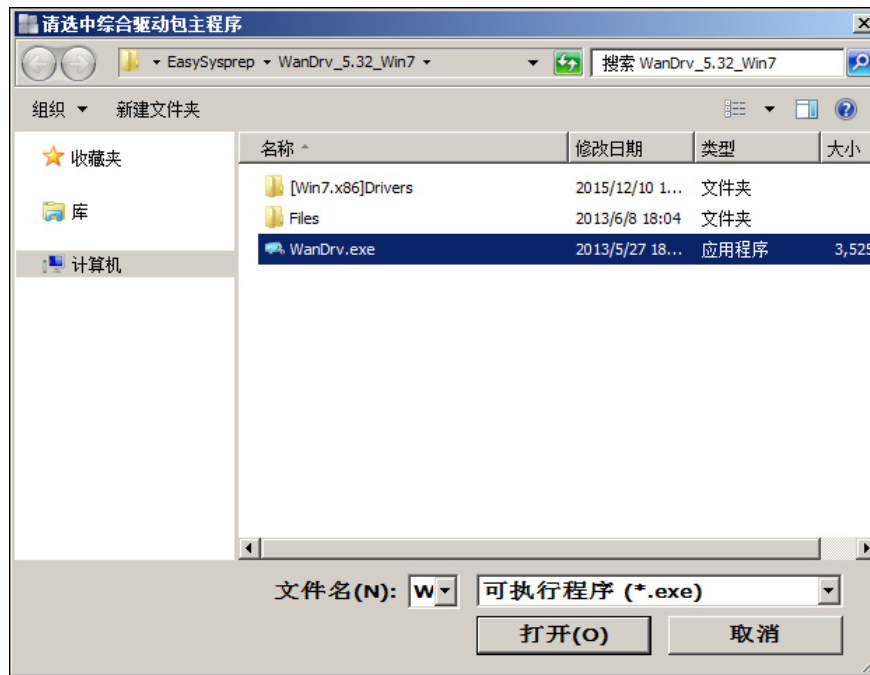 请选中综合驱动包主程序
EasySysprep WanDrv_5.32_Win7
搜索 WanDrv_5.32_Win7
组织 新建文件夹
收藏夹
库
计算机
名称 修改日期 类型 大小
[Win7.x86]Drivers 2015/12/10 1... 文件夹
Files 2013/6/8 18:04 文件夹
WanDrv.exe 2013/5/27 18... 应用程序 3,525
文件名(N): W 可执行程序 (*.exe)
打开(O) 取消